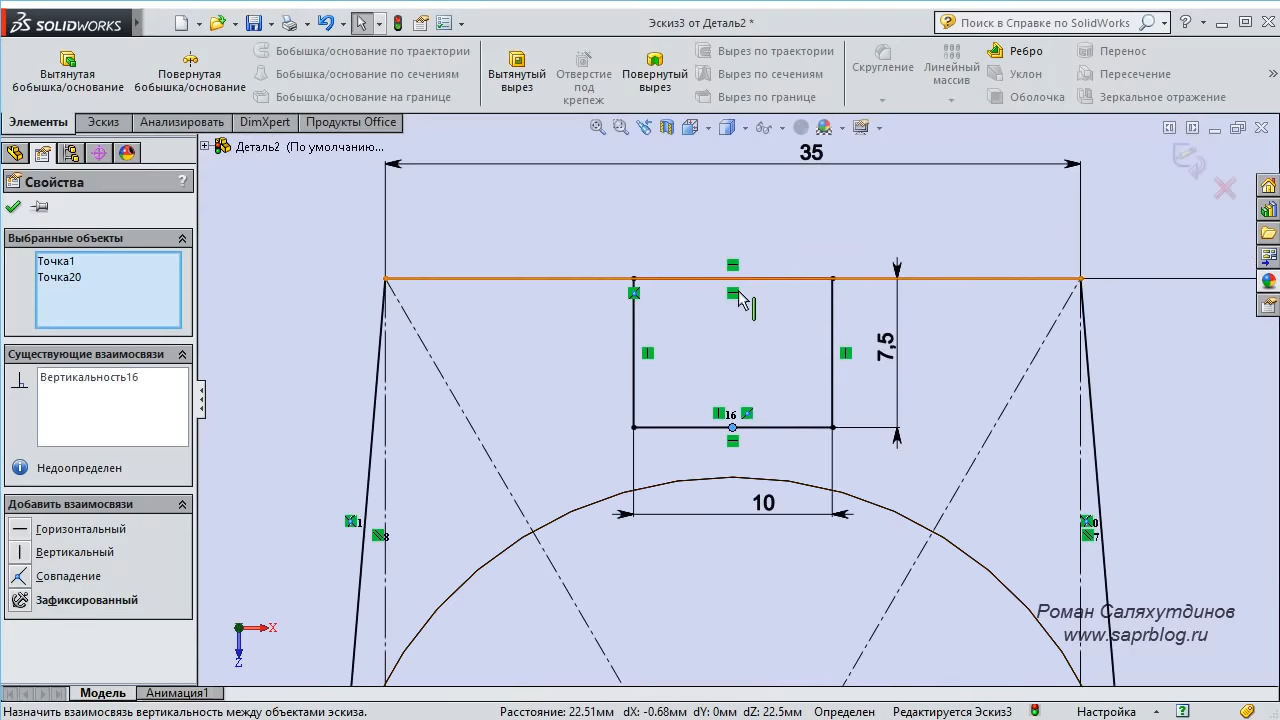 SOLIDWORKS
Эскиз3 от Деталь2 *
Поиск в Справке по SolidWorks
?
Вытянутая бобышка/основание
Повернутая бобышка/основание
Бобышка/основание по траектории
Бобышка/основание по сечениям
Бобышка/основание на границе
Вытянутый вырез
Отверстие под крепеж
Повернутый вырез
Вырез по траектории
Вырез по сечениям
Вырез по границе
Скругление
Линейный массив
Ребро
Уклон
Оболочка
Перенос
Пересечение
Зеркальное отражение
Элементы
Эскиз
Анализировать
DimXpert
Продукты Office
Деталь2 (По умолчанию...
Свойства
?
Выбранные объекты
Точка1
Точка20
Существующие взаимосвязи
Вертикальность16
Недоопределен
Добавить взаимосвязи
Горизонтальный
Вертикальный
Совпадение
Зафиксированный
35
7,5
16
10
1
8
0
7
X
Z
Роман Саляхутдинов
www.saprblog.ru
Модель
Анимация1
Назначить взаимосвязь вертикальность между объектами эскиза.
Расстояние: 22.51мм dX: -0.68мм dY: 0мм dZ: 22.5мм Определен Редактируется Эскиз3
Настройка
?